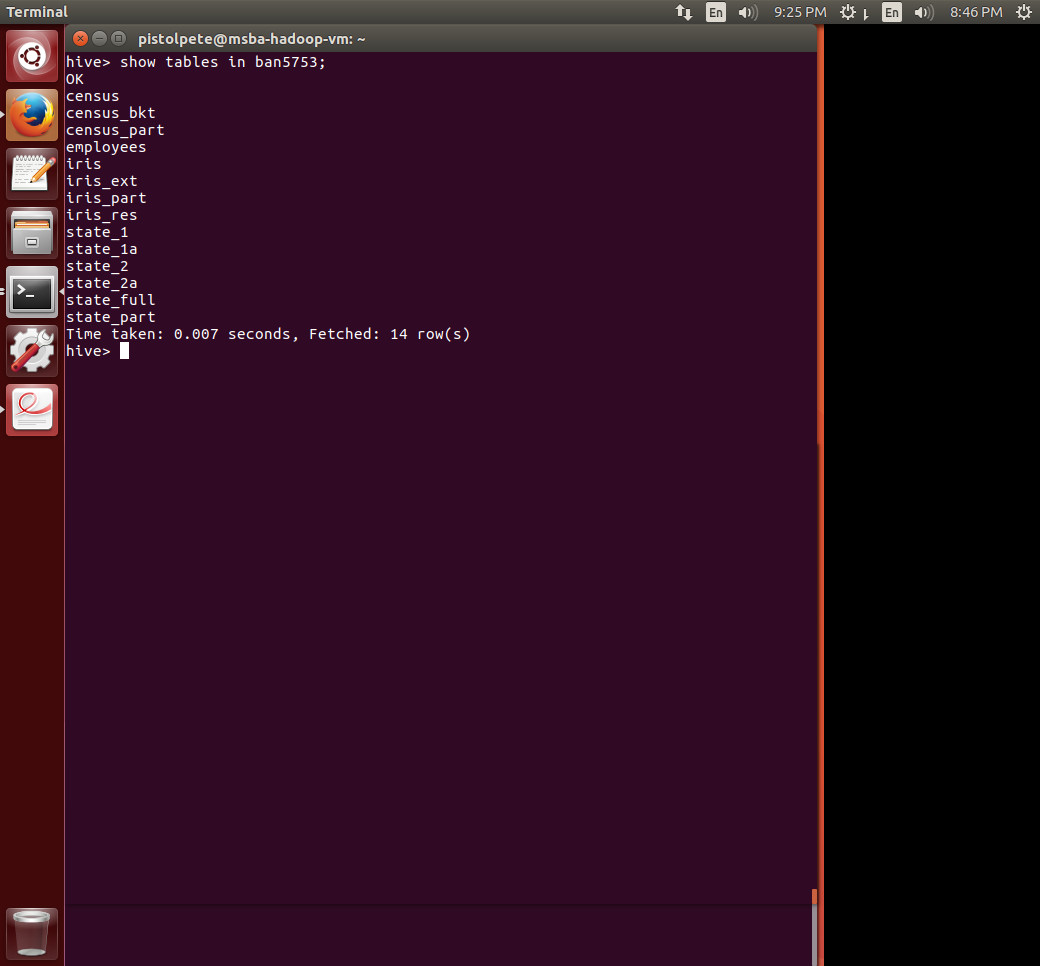 Terminal
En
9:25 PM
En
8:46 PM
pistolpete@msba-hadoop-vm: ~
hive> show tables in ban5753;
OK
census
census_bkt
census_part
employees
iris
iris_ext
iris_part
iris_res
state_1
state_1a
state_2
state_2a
state_full
state_part
Time taken: 0.007 seconds, Fetched: 14 row(s)
hive>